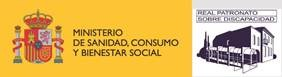 MINISTERIO
DE SANIDAD, CONSUMO
Y BIENESTAR SOCIAL
REAL PATRONATO
SOBRE DISCAPACIDAD